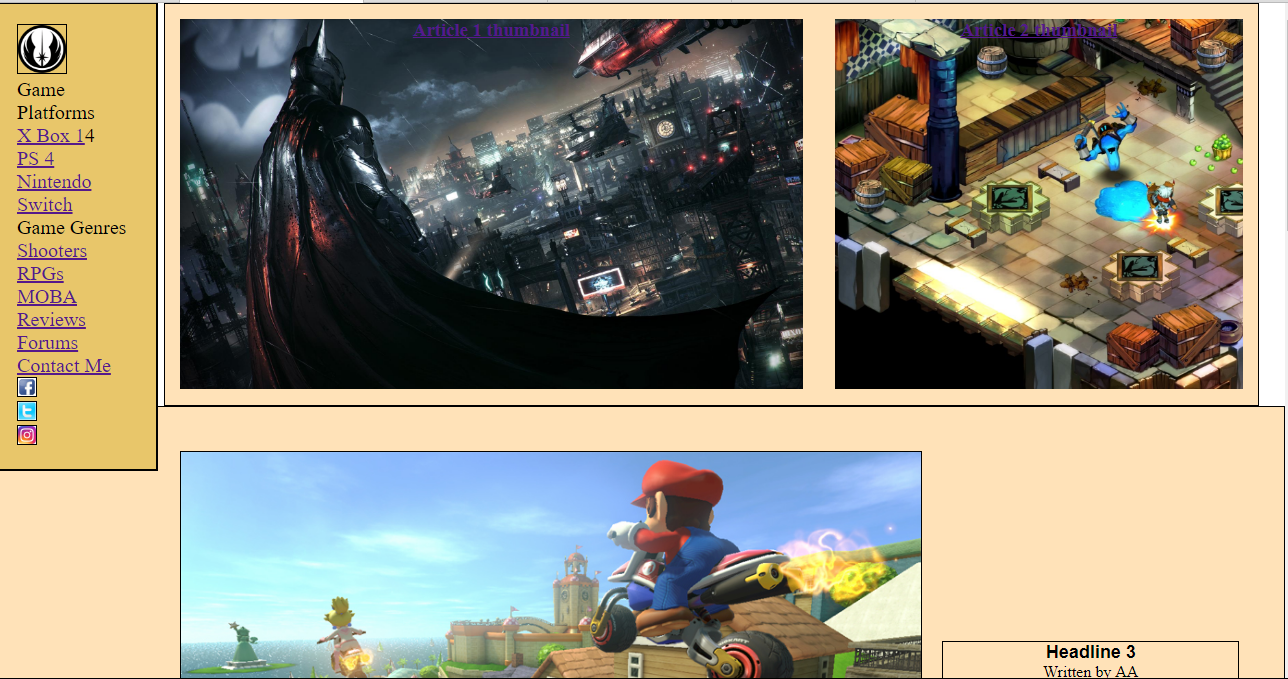 Game
Platforms
X Box 14
PS 4
Nintendo
Switch
Game Genres
Shooters
RPGs
MOBA
Reviews
Forums
Contact Me
Article 1 thumbnail
Article 2 thumbnail
Headline 3
Written by AA